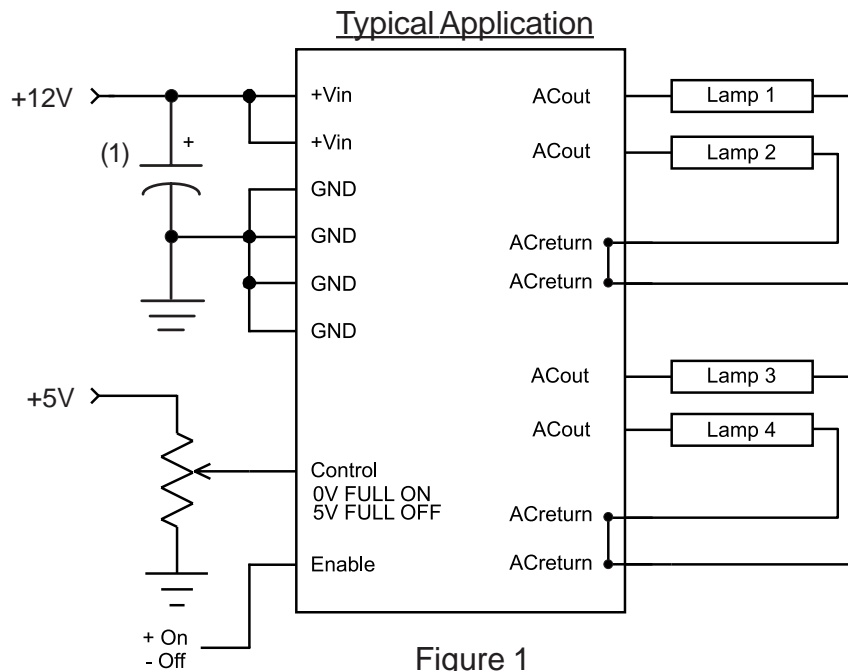 Typical Application
+12V
(1)
+
+Vin
+Vin
GND
GND
GND
GND
+5V
Control
0V FULL ON
5V FULL OFF
Enable
+ On
- Off
ACout
Lamp 1
ACout
Lamp 2
ACreturn
ACreturn
ACout
Lamp 3
ACout
Lamp 4
ACreturn
ACreturn
Figure 1